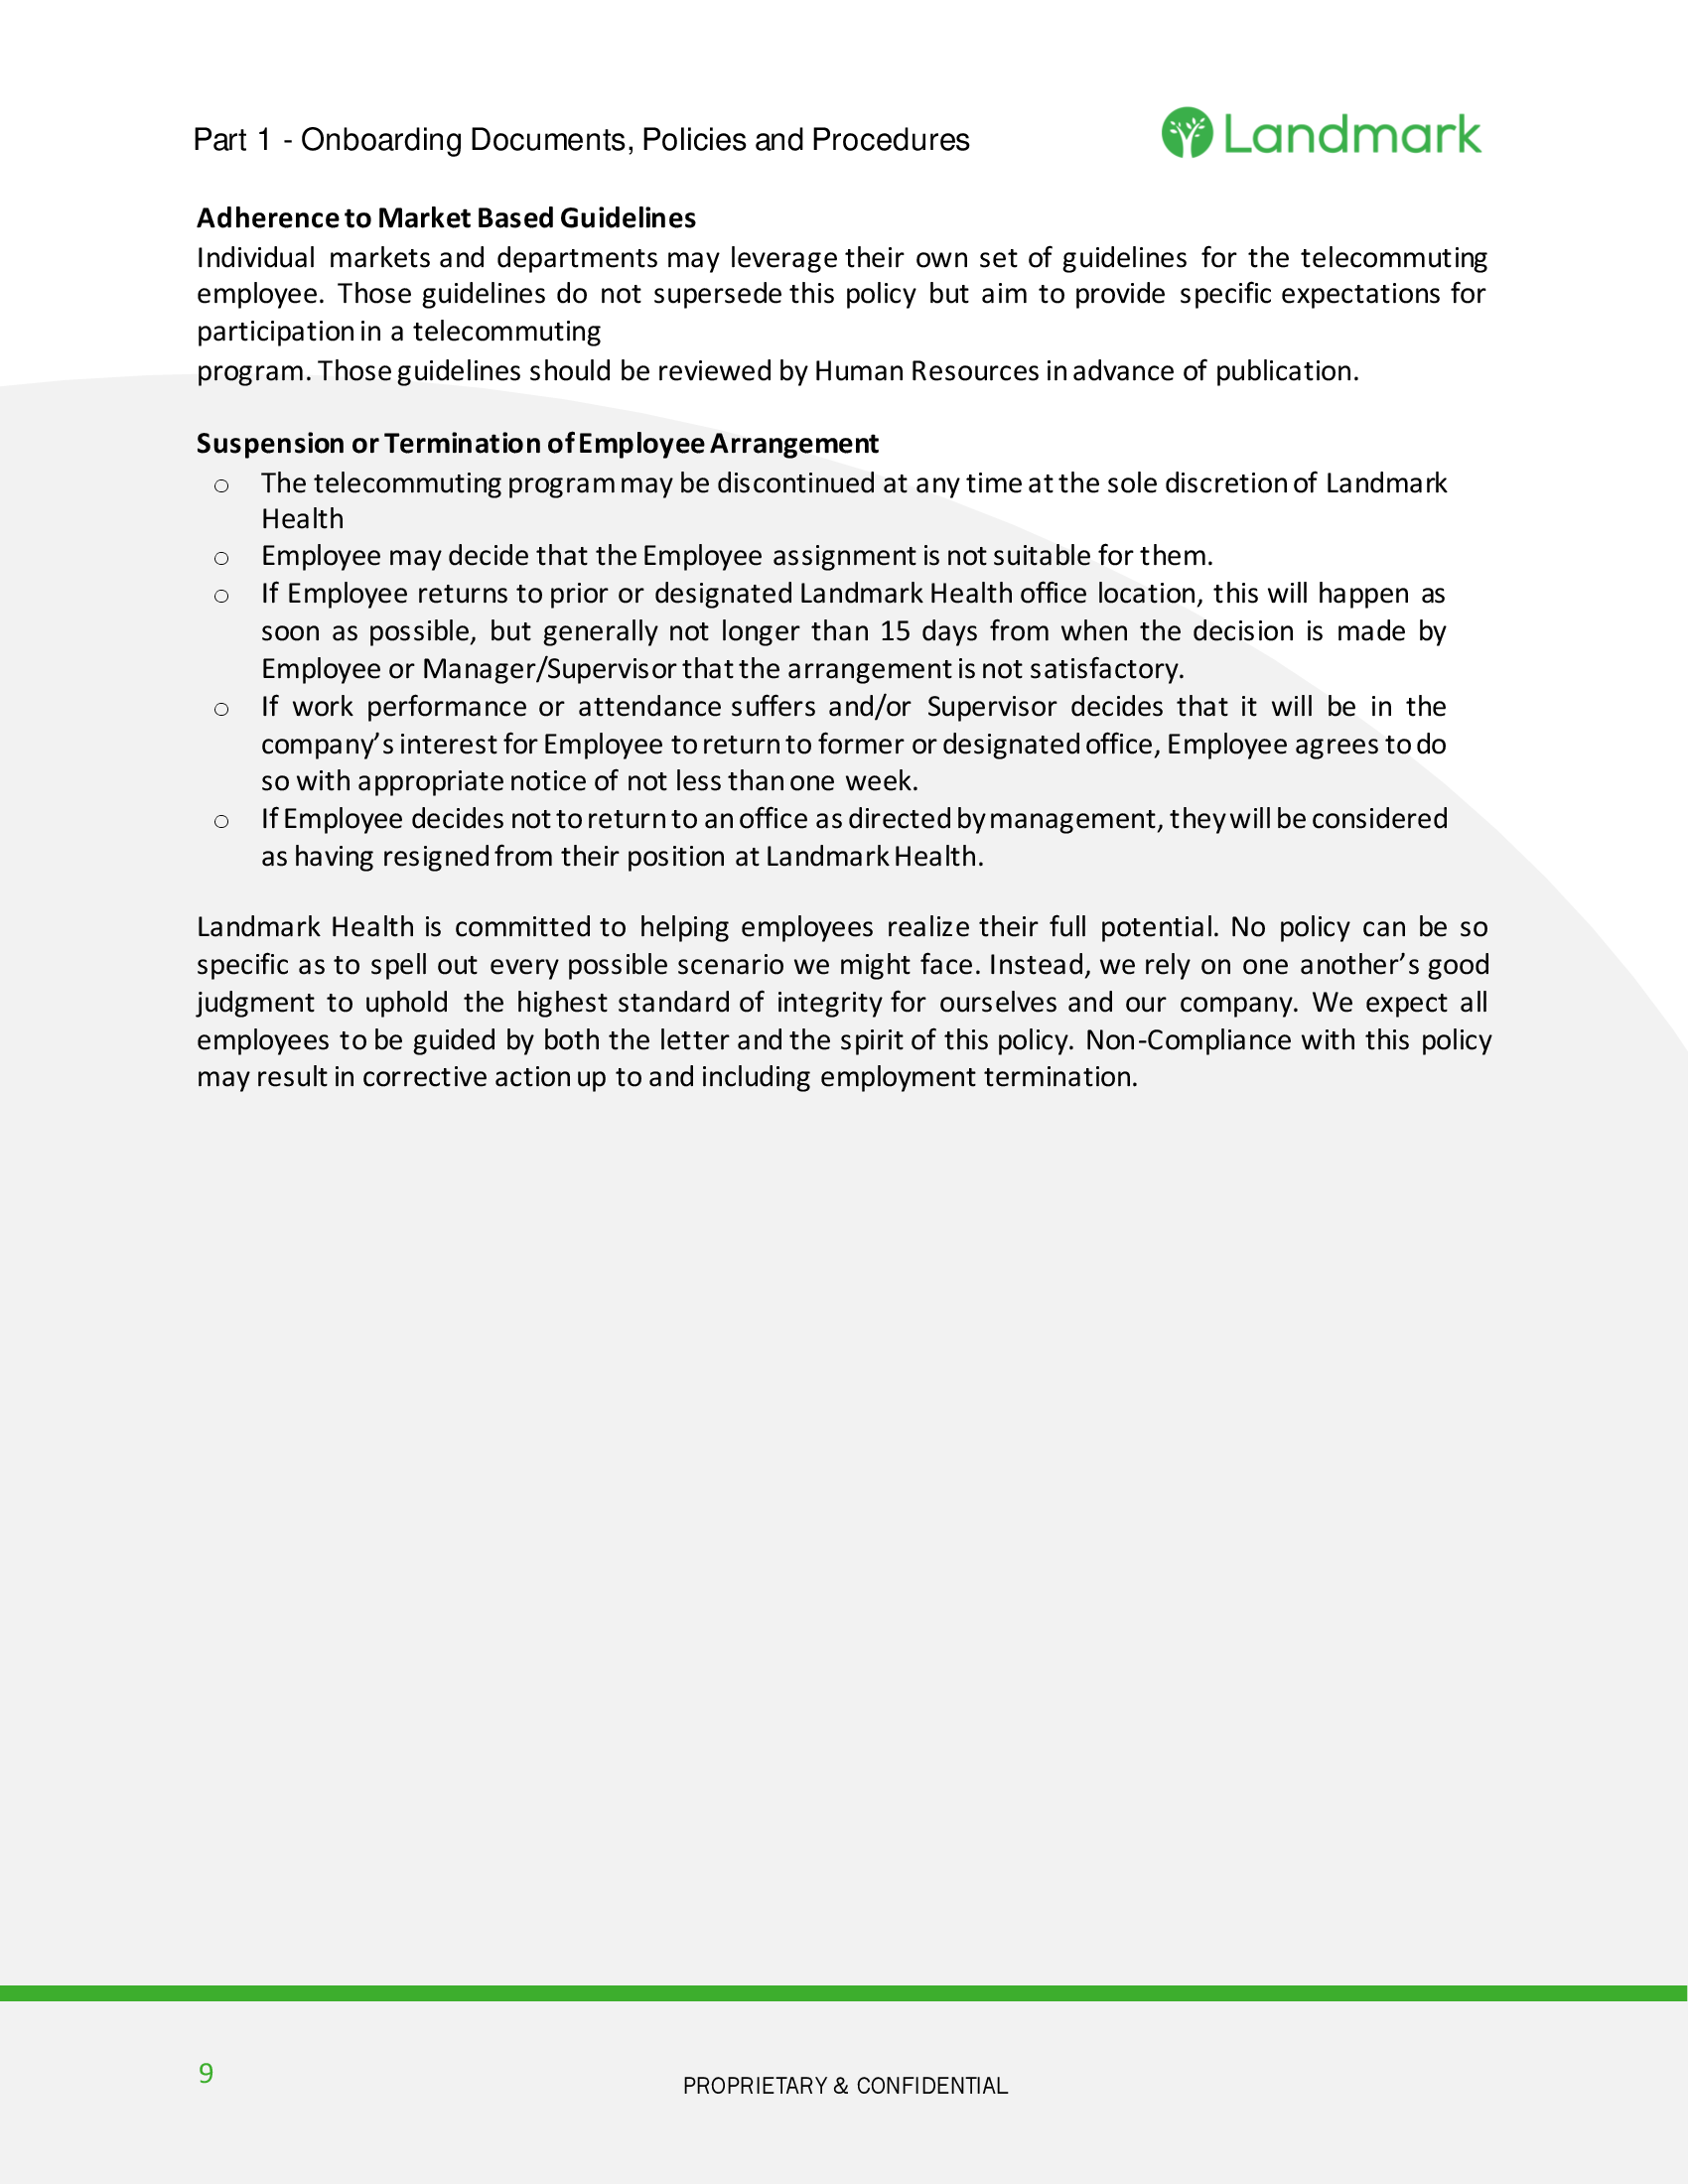 Part 1 - Onboarding Documents, Policies and Procedures
Landmark
Adherence to Market Based Guidelines
Individual markets and departments may leverage their own set of guidelines for the telecommuting
employee. Those guidelines do not supersede this policy but aim to provide specific expectations for
participation in a telecommuting
program. Those guidelines should be reviewed by Human Resources in advance of publication.
Suspension or Termination of Employee Arrangement
o The telecommuting program may be discontinued at any time at the sole discretion of Landmark
Health
o Employee may decide that the Employee assignment is not suitable for them.
o If Employee returns to prior or designated Landmark Health office location, this will happen as
soon as possible, but generally not longer than 15 days from when the decision is made by
Employee or Manager/Supervisor that the arrangement is not satisfactory.
o If work performance or attendance suffers and/or Supervisor decides that it will be in the
company’s interest for Employee to return to former or designated office, Employee agrees to do
so with appropriate notice of not less than one week.
o If Employee decides not to return to an office as directed by management, they will be considered
as having resigned from their position at Landmark Health.
Landmark Health is committed to helping employees realize their full potential. No policy can be so
specific as to spell out every possible scenario we might face. Instead, we rely on one another’s good
judgment to uphold the highest standard of integrity for ourselves and our company. We expect all
employees to be guided by both the letter and the spirit of this policy. Non-Compliance with this policy
may result in corrective action up to and including employment termination.
9
PROPRIETARY & CONFIDENTIAL